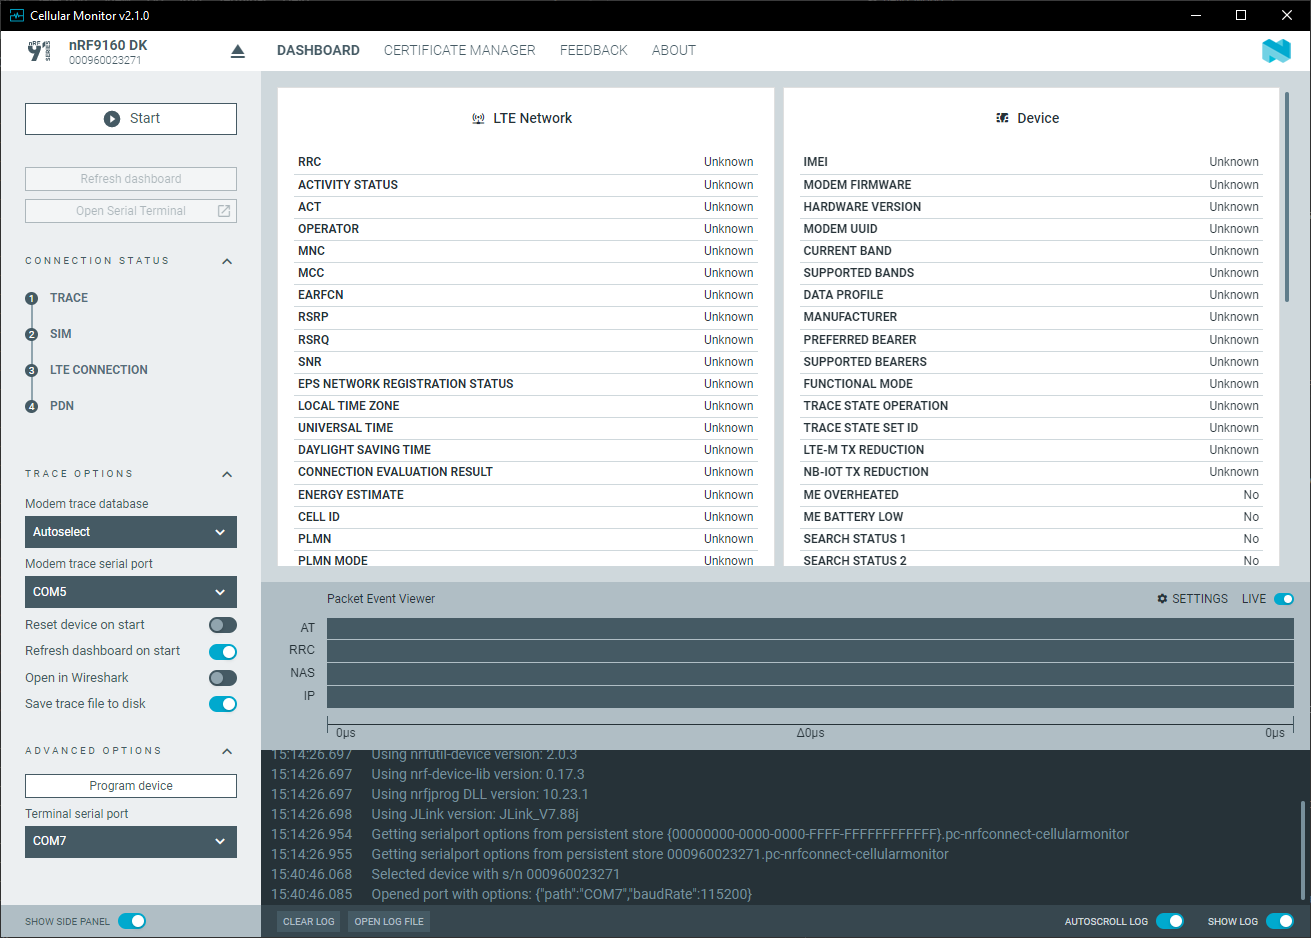 Cellular Monitor v2.1.0
nRF9160 DK
000960023271
DASHBOARD CERTIFICATE MANAGER FEEDBACK ABOUT
Start
Refresh dashboard
Open Serial Terminal
CONNECTION STATUS
1 TRACE
2 SIM
3 LTE CONNECTION
4 PDN
TRACE OPTIONS
Modem trace database
Autoselect
Modem trace serial port
COM5
Reset device on start
Refresh dashboard on start
Open in Wireshark
Save trace file to disk
ADVANCED OPTIONS
Program device
Terminal serial port
COM7
SHOW SIDE PANEL
LTE Network
RRC Unknown
ACTIVITY STATUS Unknown
ACT Unknown
OPERATOR Unknown
MNC Unknown
MCC Unknown
EARFCN Unknown
RSRP Unknown
RSRQ Unknown
SNR Unknown
EPS NETWORK REGISTRATION STATUS Unknown
LOCAL TIME ZONE Unknown
UNIVERSAL TIME Unknown
DAYLIGHT SAVING TIME Unknown
CONNECTION EVALUATION RESULT Unknown
ENERGY ESTIMATE Unknown
CELL ID Unknown
PLMN Unknown
PLMN MODE Unknown
Device
IMEI Unknown
MODEM FIRMWARE Unknown
HARDWARE VERSION Unknown
MODEM UUID Unknown
CURRENT BAND Unknown
SUPPORTED BANDS Unknown
DATA PROFILE Unknown
MANUFACTURER Unknown
PREFERRED BEARER Unknown
SUPPORTED BEARERS Unknown
FUNCTIONAL MODE Unknown
TRACE STATE OPERATION Unknown
TRACE STATE SET ID Unknown
LTE-M TX REDUCTION Unknown
NB-IOT TX REDUCTION Unknown
ME OVERHEATED No
ME BATTERY LOW No
SEARCH STATUS 1 No
SEARCH STATUS 2 No
Packet Event Viewer SETTINGS LIVE
AT
RRC
NAS
IP
0μs Δ0μs 0μs
15:14:26.697 Using nrfutil-device version: 2.0.3
15:14:26.697 Using nrf-device-lib version: 0.17.3
15:14:26.697 Using nrfjprog DLL version: 10.23.1
15:14:26.698 Using JLink version: JLink_V7.88j
15:14:26.954 Getting serialport options from persistent store {00000000-0000-0000-FFFF-FFFFFFFFFFFF}.pc-nrfconnect-cellularmonitor
15:14:26.955 Getting serialport options from persistent store 000960023271.pc-nrfconnect-cellularmonitor
15:40:46.068 Selected device with s/n 000960023271
15:40:46.085 Opened port with options: {"path":"COM7","baudRate":115200}
CLEAR LOG OPEN LOG FILE AUTOSCROLL LOG SHOW LOG